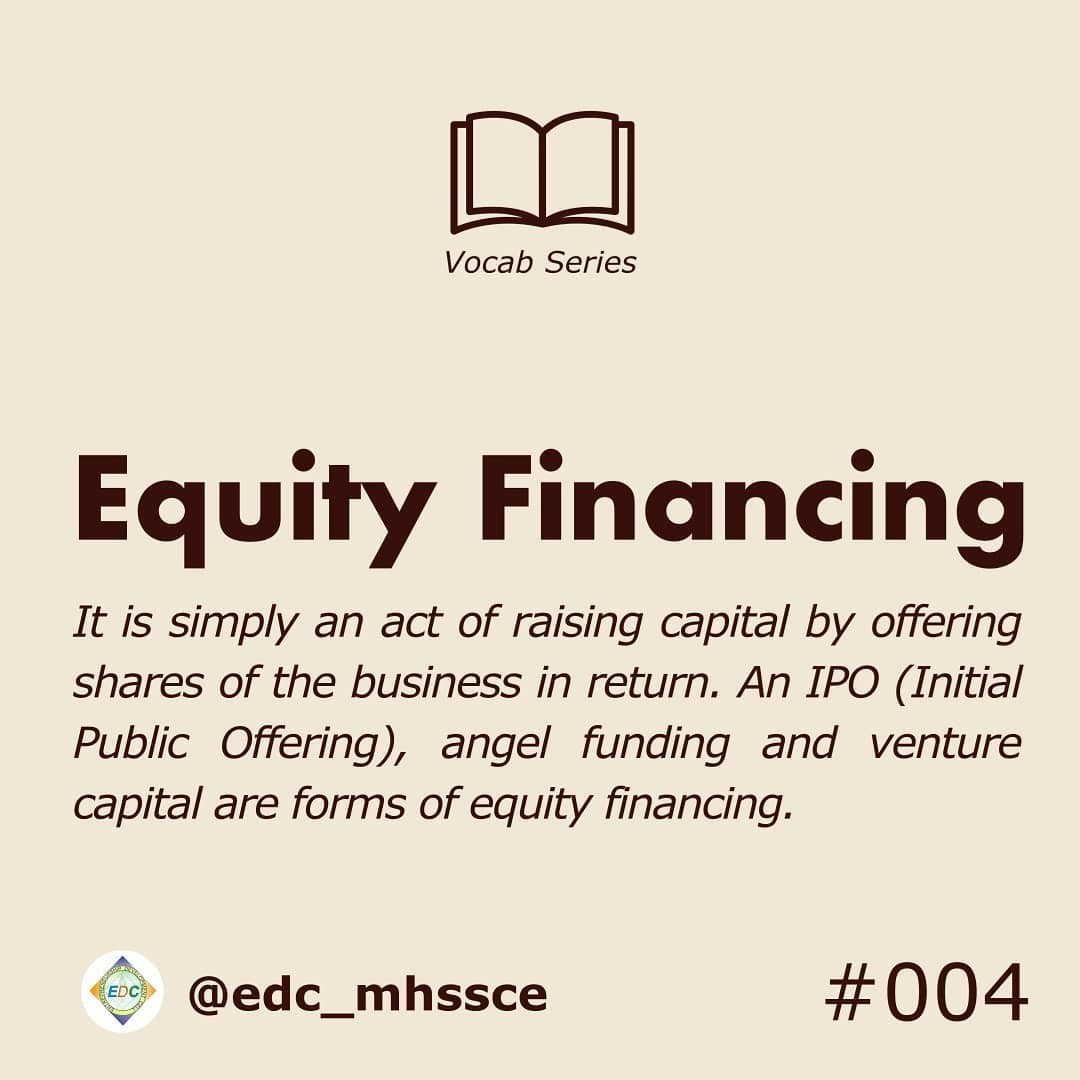 Vocab Series
Equity Financing
It is simply an act of raising capital by offering
shares of the business in return. An IPO (Initial
Public Offering), angel funding and venture
capital are forms of equity financing.
EDC
@edc_mhssce
#004